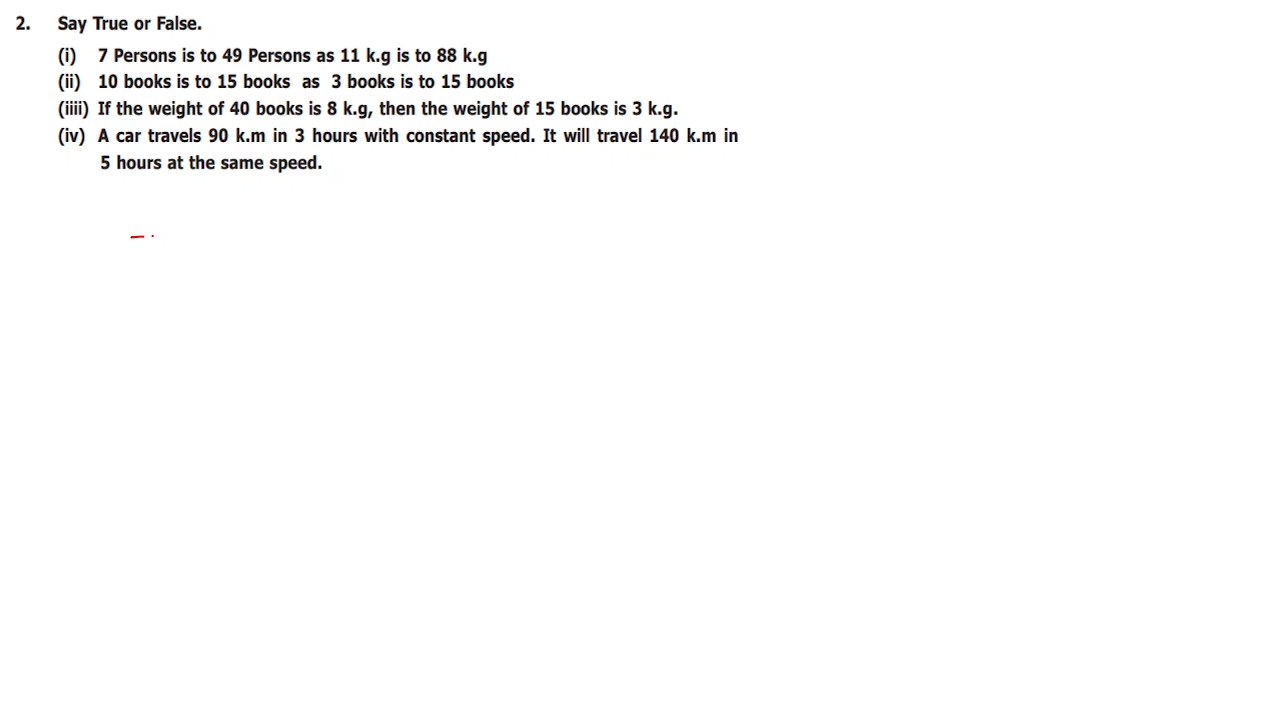 2. Say True or False.
(i) 7 Persons is to 49 Persons as 11 k.g is to 88 k.g
(ii) 10 books is to 15 books as 3 books is to 15 books
(iiii) If the weight of 40 books is 8 k.g, then the weight of 15 books is 3 k.g.
(iv) A car travels 90 k.m in 3 hours with constant speed. It will travel 140 k.m in
5 hours at the same speed.